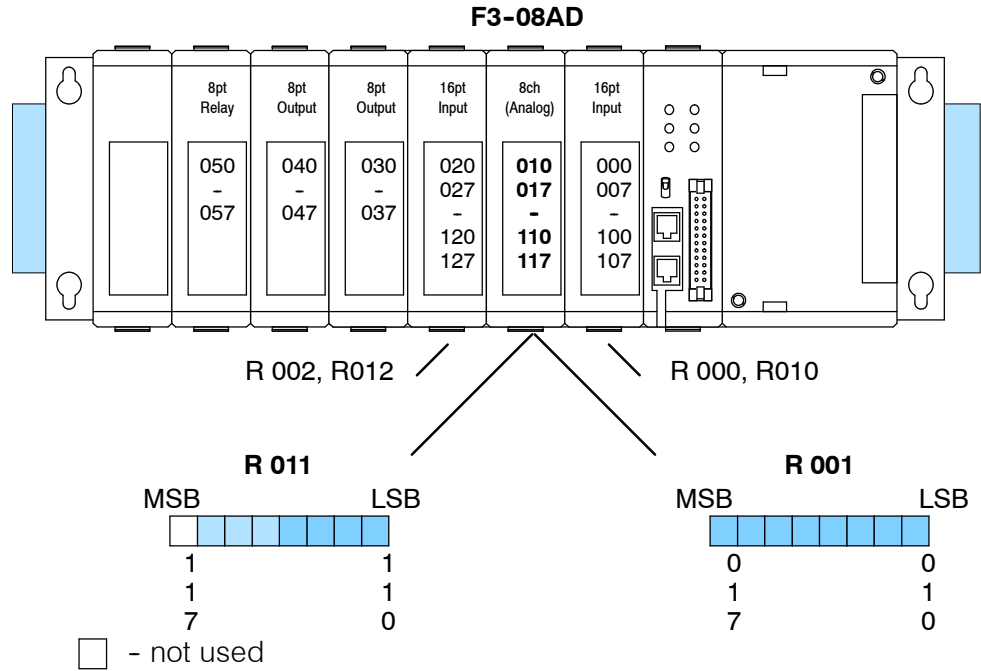 F3-08AD
8pt
Relay
050
-
057
8pt
Output
040
-
047
8pt
Output
030
-
037
16pt
Input
020
027
-
120
127
8ch
(Analog)
010
017
-
110
117
16pt
Input
000
007
-
100
107
R 002, R012
R 000, R010
R 011
MSB LSB
1 1
1 1
7 0
R 001
MSB LSB
0 0
1 1
7 0
- not used